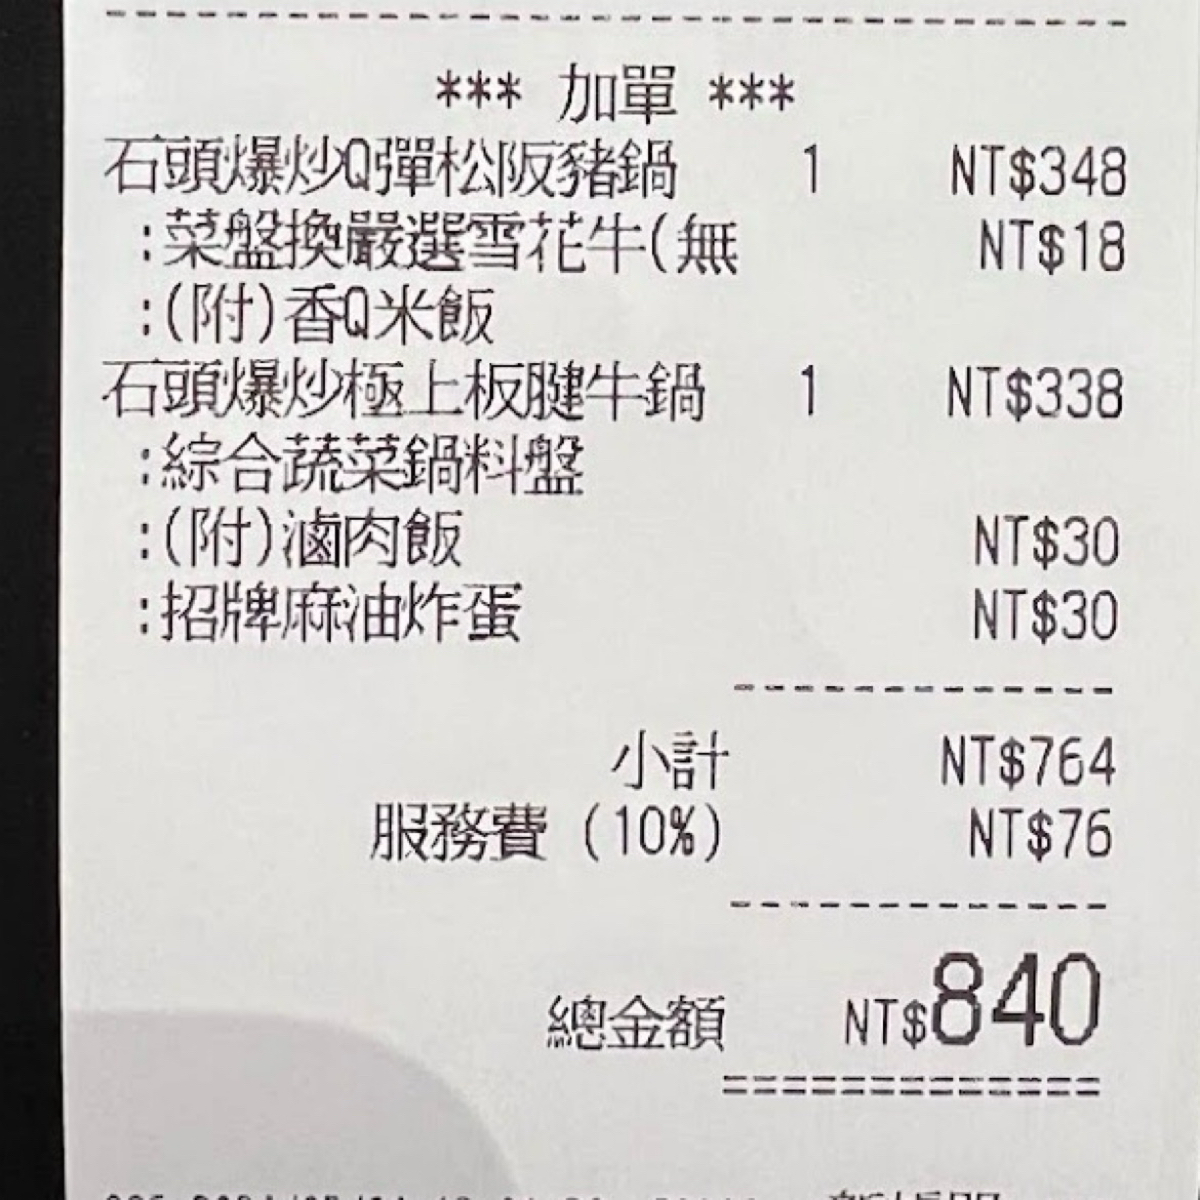 *** 加單 ***
石頭爆炒Q彈松阪豬鍋 1 NT$348
:菜盤換嚴選雪花牛(無 NT$18
:(附)香Q米飯
石頭爆炒極上板腱牛鍋 1 NT$338
:綜合蔬菜鍋料盤
:(附)滷肉飯 NT$30
:招牌麻油炸蛋 NT$30
小計 NT$764
服務費 (10%) NT$76
總金額 NT$840